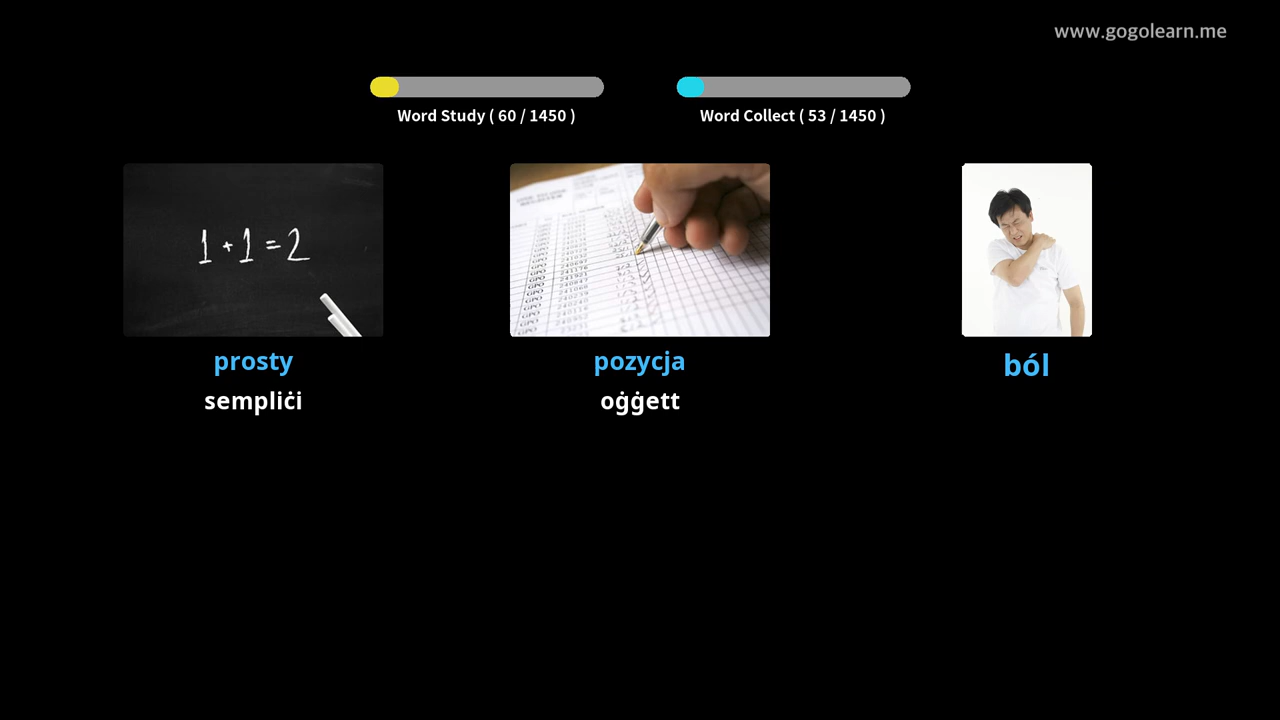 www.gogolearn.me
Word Study ( 60 / 1450 )
Word Collect ( 53 / 1450 )
1 + 1 = 2
prosty
sempliċi
pozycja
oġġett
ból